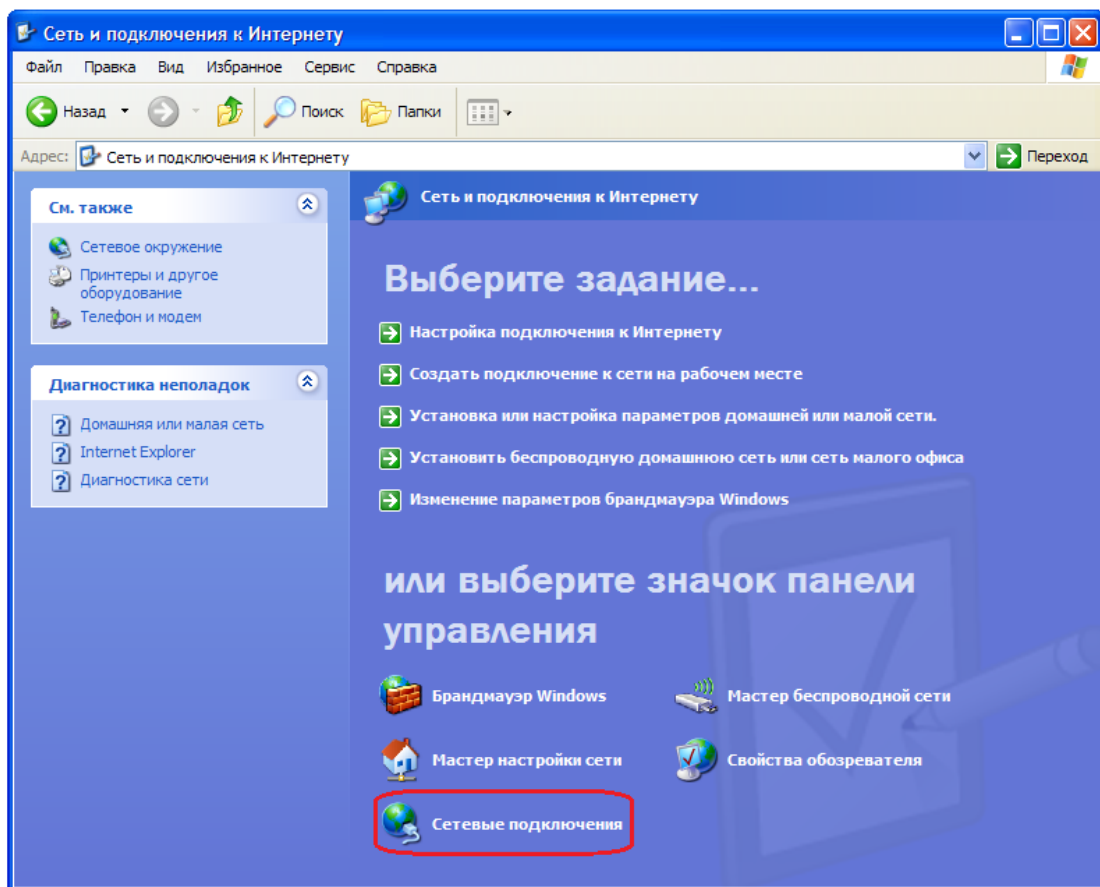 Сеть и подключения к Интернету
Файл Правка Вид Избранное Сервис Справка
Назад Поиск Папки
Адрес: Сеть и подключения к Интернету Переход
См. также
Сетевое окружение
Принтеры и другое
оборудование
Телефон и модем
Диагностика неполадок
Домашняя или малая сеть
Internet Explorer
Диагностика сети
Сеть и подключения к Интернету
Выберите задание...
Настройка подключения к Интернету
Создать подключение к сети на рабочем месте
Установка или настройка параметров домашней или малой сети.
Установить беспроводную домашнюю сеть или сеть малого офиса
Изменение параметров брандмауэра Windows
или выберите значок панели
управления
Брандмауэр Windows Мастер беспроводной сети
Мастер настройки сети Свойства обозревателя
Сетевые подключения